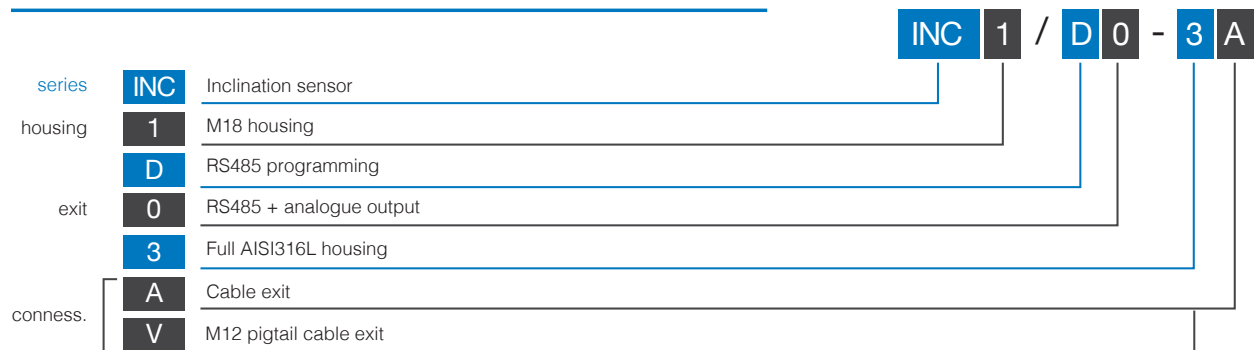 INC 1 / D 0 - 3 A
series INC Inclination sensor
housing 1 M18 housing
D RS485 programming
exit 0 RS485 + analogue output
3 Full AISI316L housing
A Cable exit
conness.
V M12 pigtail cable exit